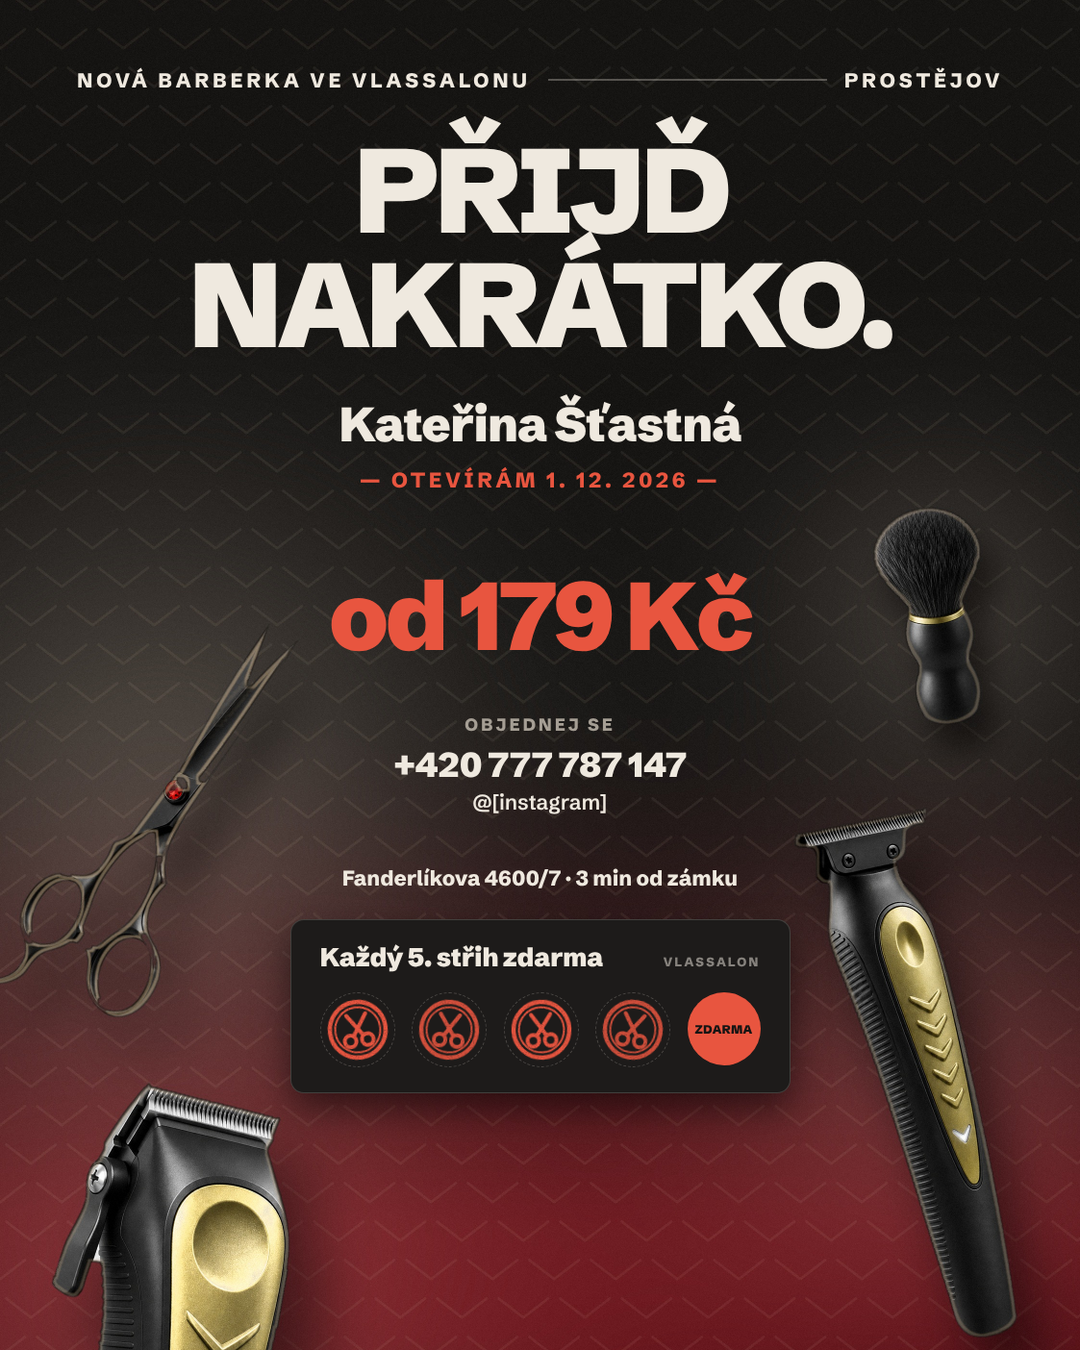 NOVÁ BARBERKA VE VLASSALONU PROSTĚJOV
PŘIJĎ
NAKRÁTKO.
Kateřina Šťastná
— OTEVÍRÁM 1. 12. 2026 —
od 179 Kč
OBJEDNEJ SE
+420 777 787 147
@[instagram]
Fanderlíkova 4600/7 · 3 min od zámku
Každý 5. střih zdarma VLASSALON
ZDARMA